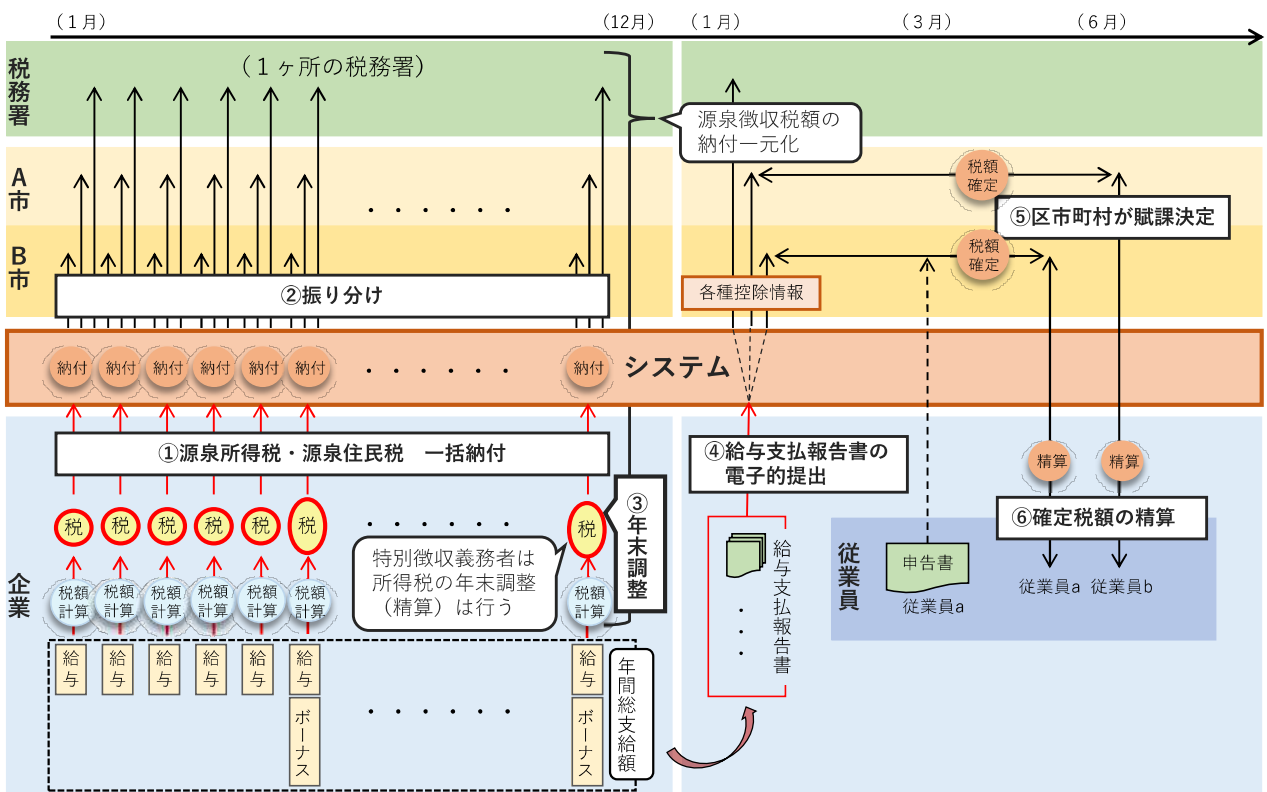 （１月）
（12月）
（１月）
（３月）
（６月）
税務署
（１ヶ所の税務署）
源泉徴収税額の
納付一元化
A市
・・・・・・
税額
確定
⑤区市町村が賦課決定
B市
税額
確定
②振り分け
各種控除情報
納付
納付
納付
納付
納付
納付
・・・・・・
納付
システム
①源泉所得税・源泉住民税　一括納付
④給与支払報告書の
電子的提出
精算
精算
税
税
税
税
税
税
・・・・・・
税
③年末調整
特別徴収義務者は
所得税の年末調整
（精算）は行う
⑥確定税額の精算
企業
税額
計算
税額
計算
税額
計算
税額
計算
税額
計算
税額
計算
税額
計算
給与支払報告書
・・・
従業員
申告書
従業員a
従業員a
従業員b
給与
給与
給与
給与
給与
給与
給与
ボーナス
・・・・・・
ボーナス
年間総支給額